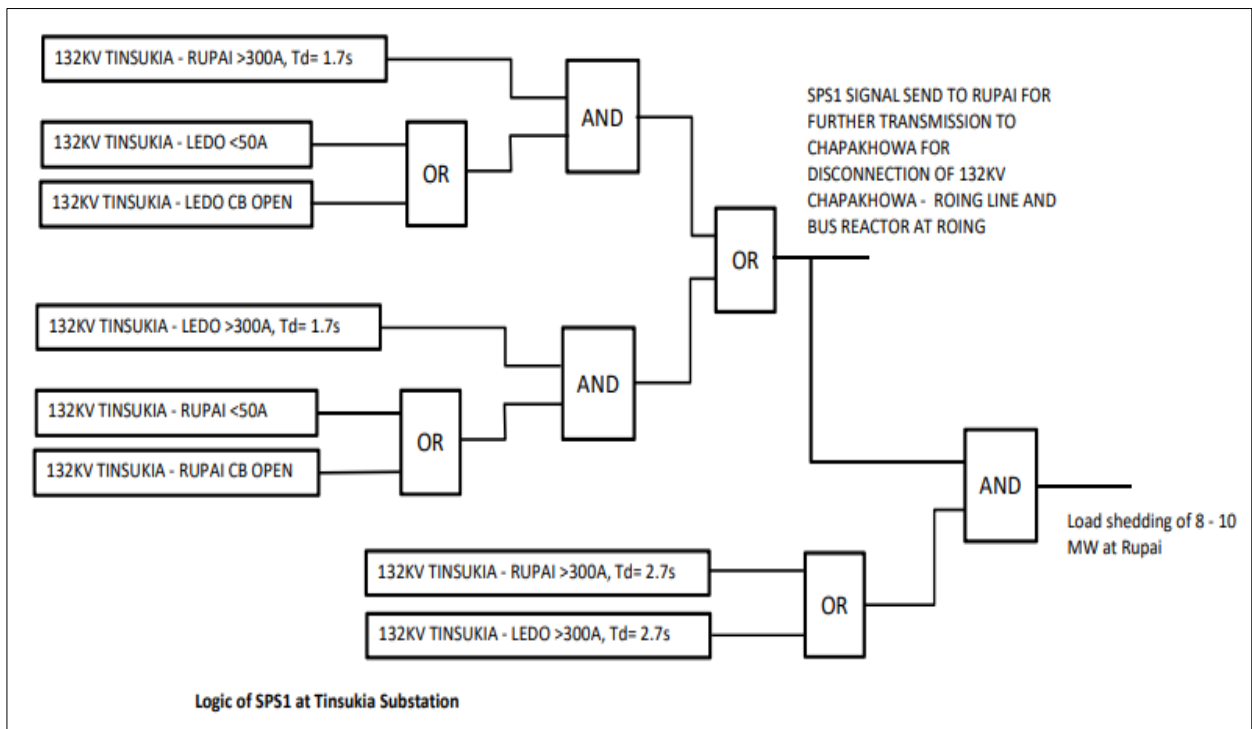 132KV TINSUKIA - RUPAI >300A, Td= 1.7s
132KV TINSUKIA - LEDO <50A
132KV TINSUKIA - LEDO CB OPEN
OR
AND
SPS1 SIGNAL SEND TO RUPAI FOR
FURTHER TRANSMISSION TO
CHAPAKHOWA FOR
DISCONNECTION OF 132KV
CHAPAKHOWA - ROING LINE AND
BUS REACTOR AT ROING
OR
132KV TINSUKIA - LEDO >300A, Td= 1.7s
132KV TINSUKIA - RUPAI <50A
132KV TINSUKIA - RUPAI CB OPEN
OR
AND
AND
Load shedding of 8 - 10
MW at Rupai
132KV TINSUKIA - RUPAI >300A, Td= 2.7s
132KV TINSUKIA - LEDO >300A, Td= 2.7s
OR
Logic of SPS1 at Tinsukia Substation